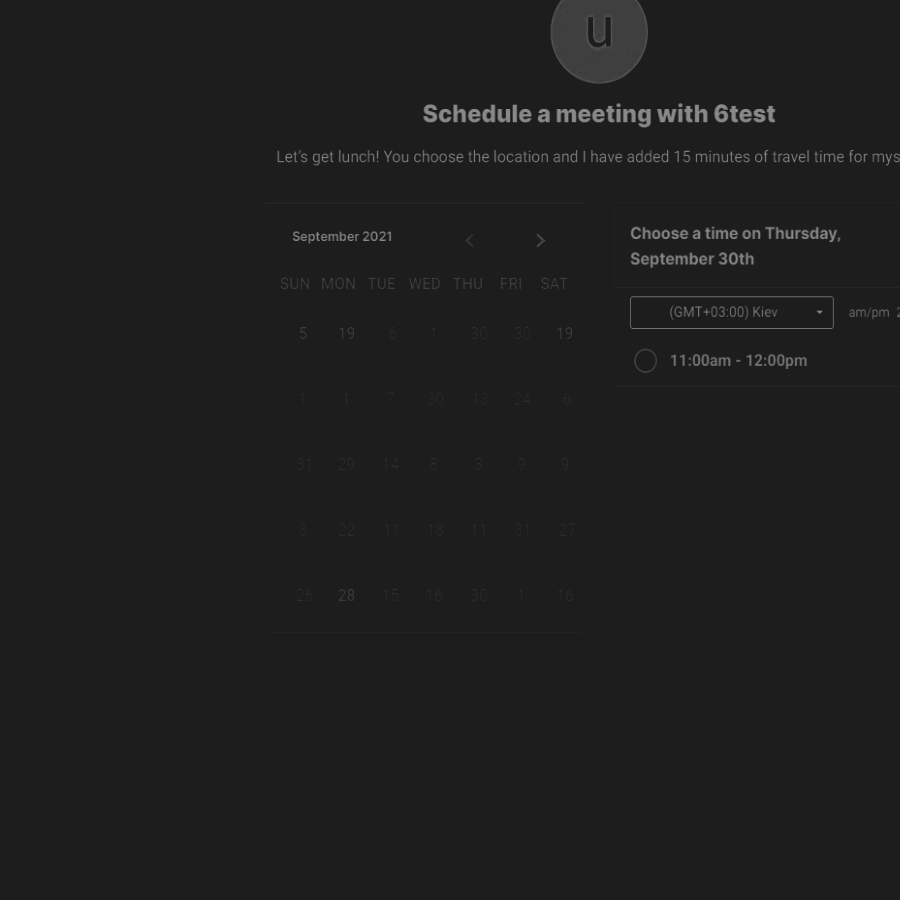 u
Schedule a meeting with 6test
Let's get lunch! You choose the location and I have added 15 minutes of travel time for mys
September 2021
SUN MON TUE WED THU FRI SAT
5 19 6 1 30 30 19
1 1 7 30 13 24 6
31 29 14 8 3 9 9
8 22 11 18 11 31 27
26 28 15 16 30 1 16
Choose a time on Thursday,
September 30th
(GMT+03:00) Kiev
am/pm 2
11:00am - 12:00pm